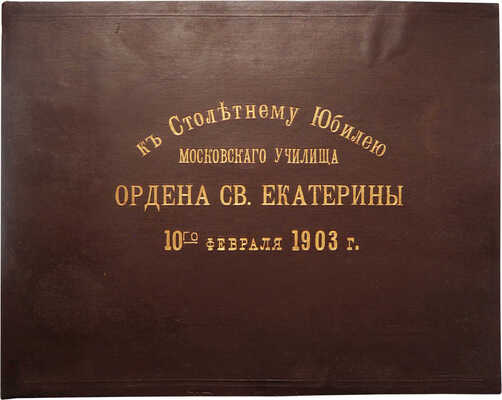 къ Столѣтнему Юбилею
МОСКОВСКАГО УЧИЛИЩА
ОРДЕНА СВ. ЕКАТЕРИНЫ
10го ФЕВРАЛЯ 1903 г.